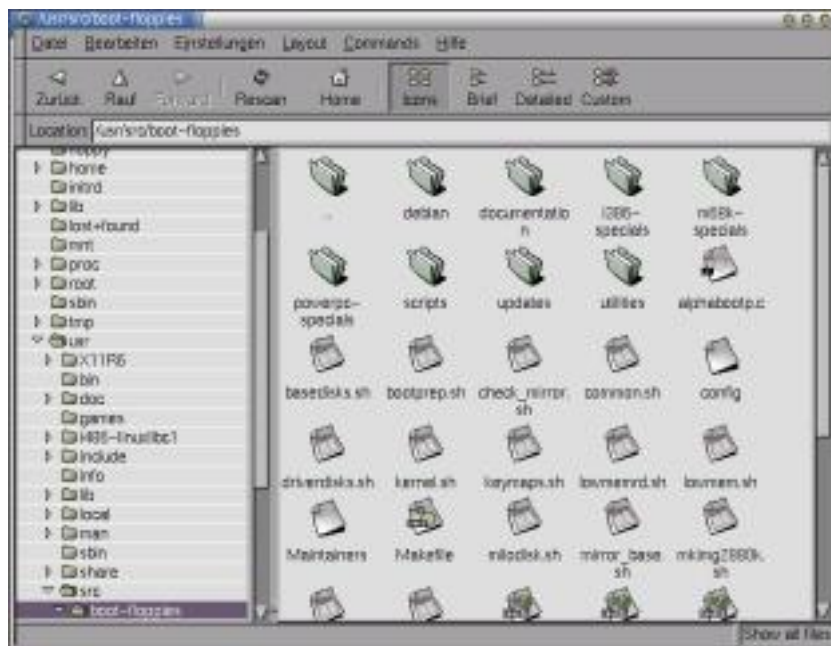 /usr/src/boot-floppies
Datei Bearbeiten Einstellungen Layout Commands Hilfe
Zurück Rauf Forward Rescan Home Icons Brief Detailed Custom
Location: /usr/src/boot-floppies
floppy
home
initrd
lib
lost+found
mnt
proc
root
sbin
tmp
usr
X11R6
bin
doc
games
i486-linuxlibc1
include
info
lib
local
man
sbin
share
src
boot-floppies
..
debian
documentatio
n
i386-
specials
m68k-
specials
powerpc-
specials
scripts
updates
utilities
alphabootp.c
basedisks.sh
bootprep.sh
check_mirror.
sh
common.sh
config
driverdisks.sh
kernel.sh
keymaps.sh
lowmemrd.sh
lowmem.sh
Maintainers
Makefile
milodisk.sh
mirror_base.
sh
mkimg2880k.
sh
Show all files